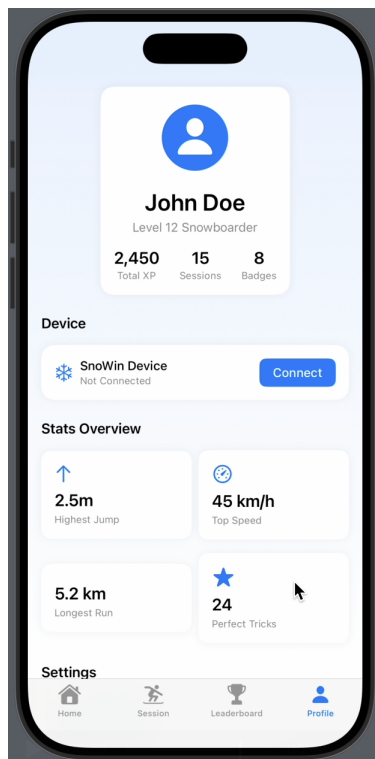 John Doe
Level 12 Snowboarder
2,450 15 8
Total XP Sessions Badges
Device
SnoWin Device
Not Connected
Connect
Stats Overview
2.5m
Highest Jump
45 km/h
Top Speed
5.2 km
Longest Run
24
Perfect Tricks
Settings
Home Session Leaderboard Profile